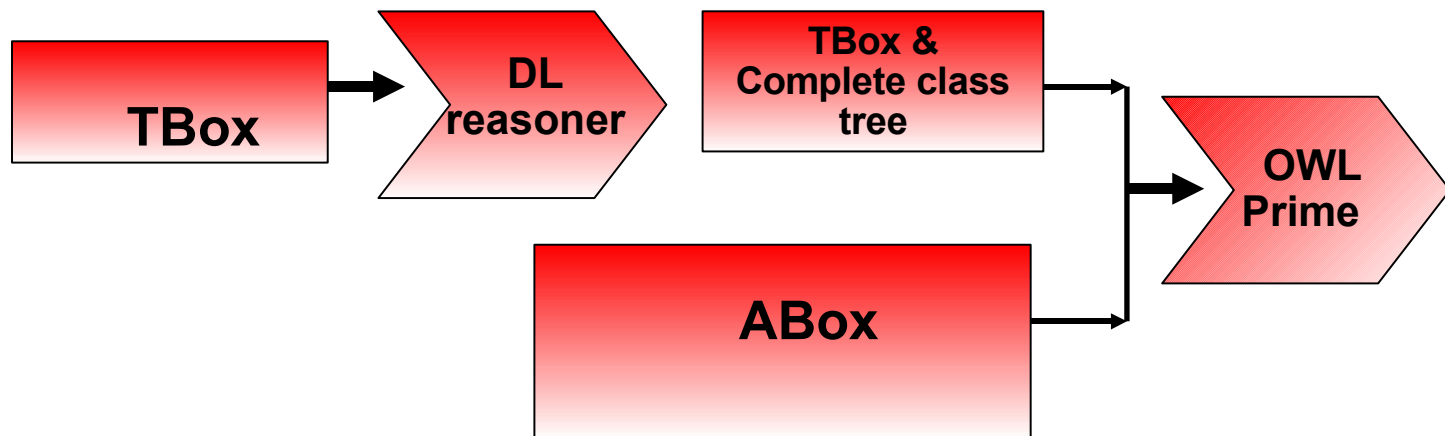 TBox
DL
reasoner
TBox &
Complete class
tree
OWL
Prime
ABox